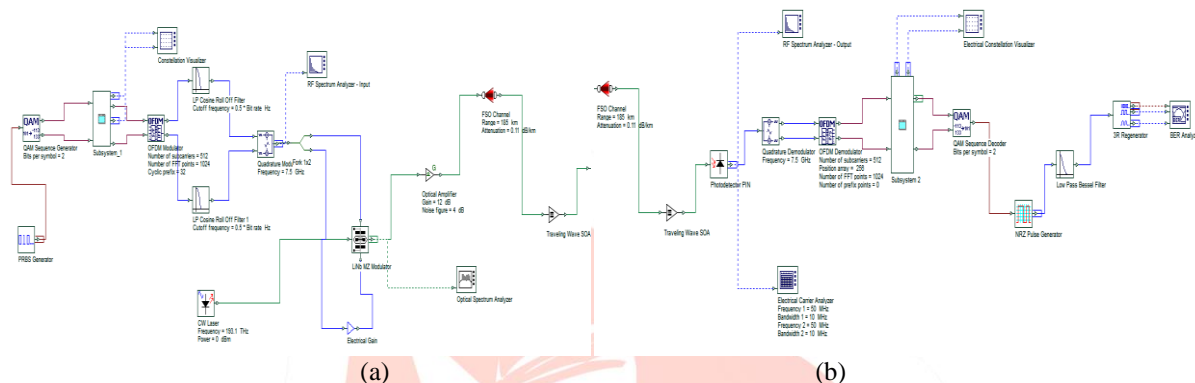 Constellation Visualizer
LP Cosine Roll Off Filter
Cutoff frequency = 0.5 * Bit rate Hz
RF Spectrum Analyzer - Input
QAM
QAM Sequence Generator
Bits per symbol = 2
Subsystem_1
OFDM
OFDM Modulator
Number of subcarriers = 512
Number of FFT points = 1024
Cyclic prefix = 32
Quadrature Modu
Fork 1x2
Frequency = 7.5 GHz
LP Cosine Roll Off Filter 1
Cutoff frequency = 0.5 * Bit rate Hz
PRBS Generator
CW Laser
Frequency = 193.1 THz
Power = 0 dBm
LiNb MZ Modulator
Electrical Gain
G
Optical Amplifier
Gain = 12 dB
Noise figure = 4 dB
FSO Channel
Range = 185 km
Attenuation = 0.11 dB/km
Traveling Wave SOA
Optical Spectrum Analyzer
(a)
FSO Channel
Range = 185 km
Attenuation = 0.11 dB/km
Traveling Wave SOA
Photodetector PIN
RF Spectrum Analyzer - Output
Electrical Carrier Analyzer
Frequency 1 = 50 MHz
Bandwidth 1 = 10 MHz
Frequency 2 = 50 MHz
Bandwidth 2 = 10 MHz
Quadrature Demodulator
Frequency = 7.5 GHz
OFDM
OFDM Demodulator
Number of subcarriers = 512
Position array = 256
Number of FFT points = 1024
Number of prefix points = 0
Electrical Constellation Visualizer
Subsystem 2
QAM
QAM Sequence Decoder
Bits per symbol = 2
NRZ Pulse Generator
Low Pass Bessel Filter
3R Regenerator
BER Analyz
(b)